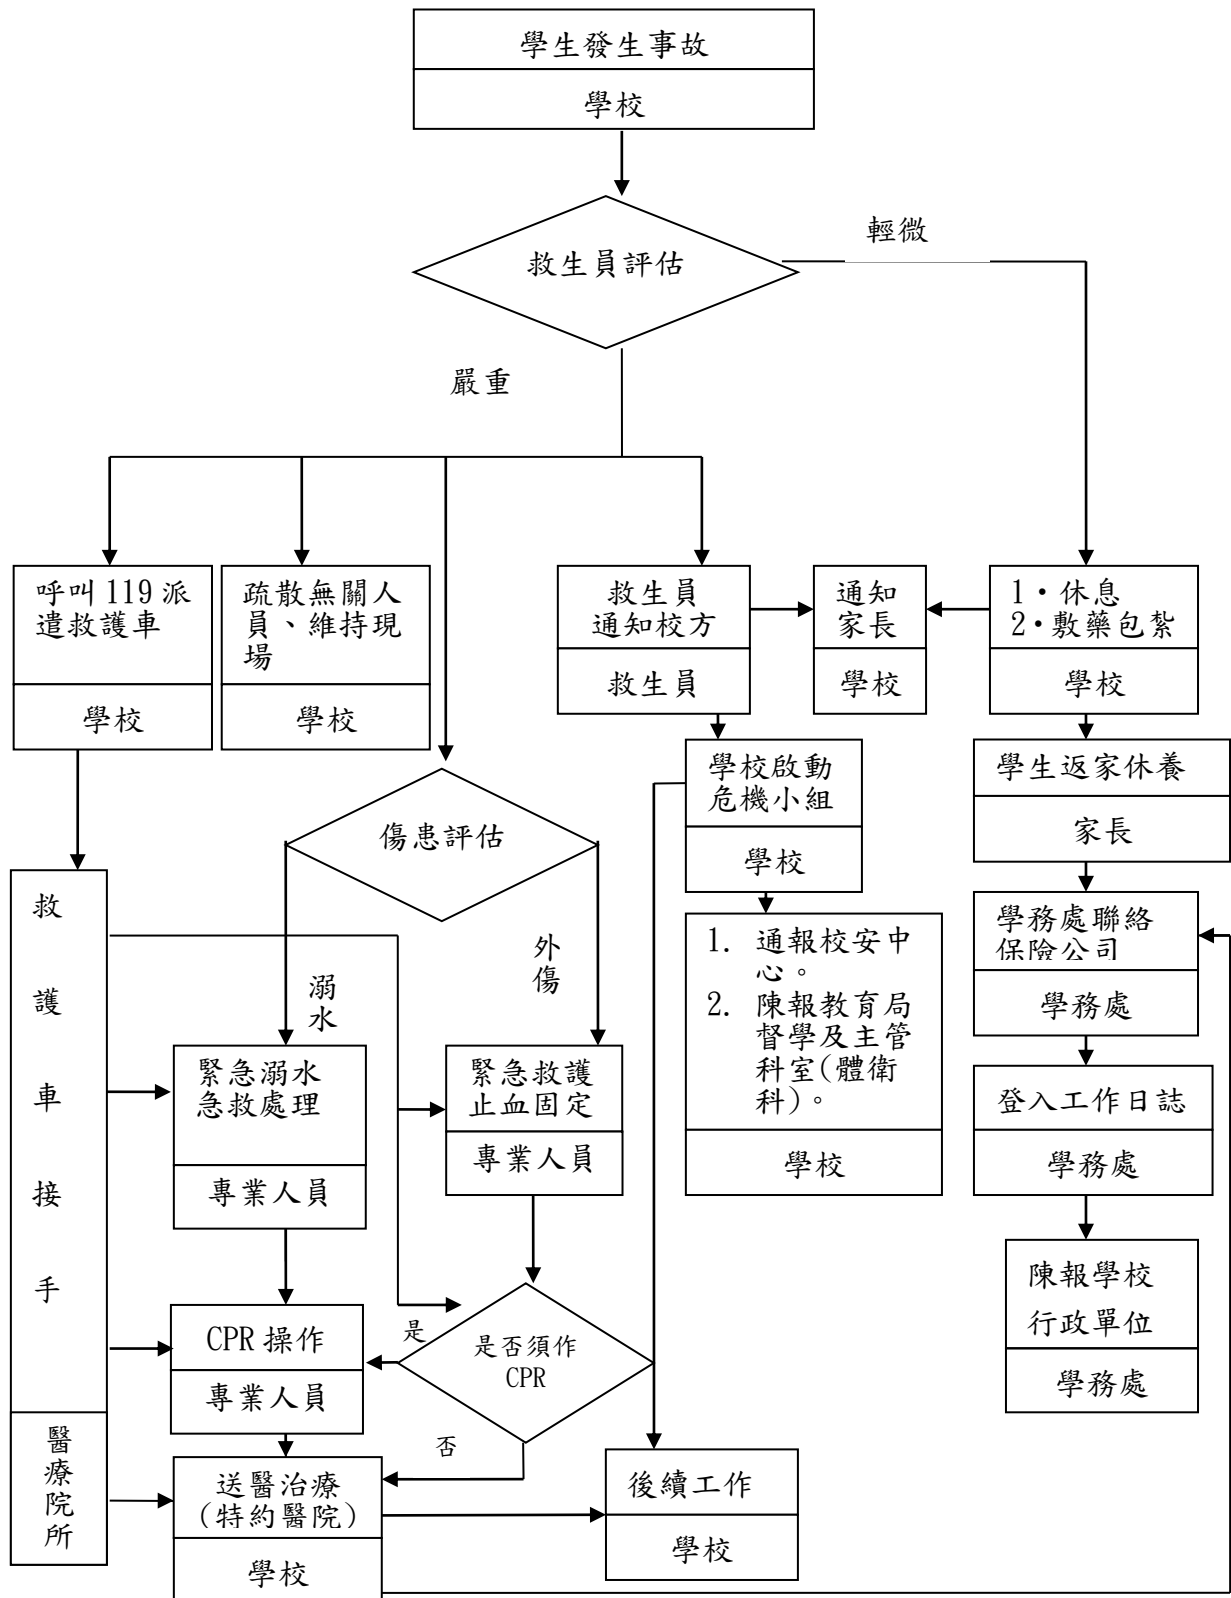 學生發生事故
學校
救生員評估
輕微
嚴重
呼叫119派
遣救護車
學校
疏散無關人
員、維持現
場
學校
救生員
通知校方
救生員
通知
家長
學校
1．休息
2．敷藥包紮
學校
傷患評估
學校啟動
危機小組
學校
學生返家休養
家長
救
護
車
接
手
醫
療
院
所
溺
水
外
傷
1. 通報校安中
心。
2. 陳報教育局
督學及主管
科室(體衛
科)。
學校
學務處聯絡
保險公司
學務處
緊急溺水
急救處理
專業人員
緊急救護
止血固定
專業人員
登入工作日誌
學務處
陳報學校
行政單位
學務處
CPR操作
專業人員
是
是否須作
CPR
否
送醫治療
(特約醫院)
學校
後續工作
學校